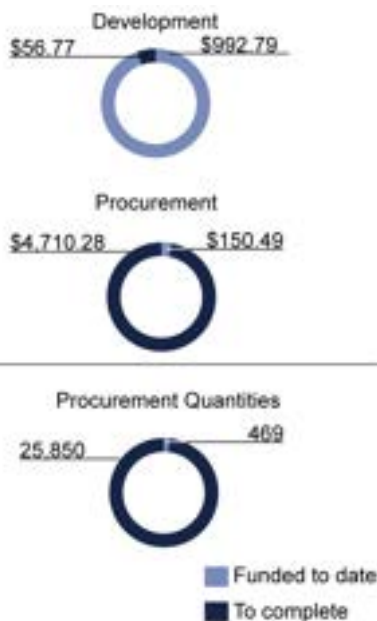 Development
$56.77 $992.79
Procurement
$4,710.28 $150.49
Procurement Quantities
469
25,850
Funded to date
To complete